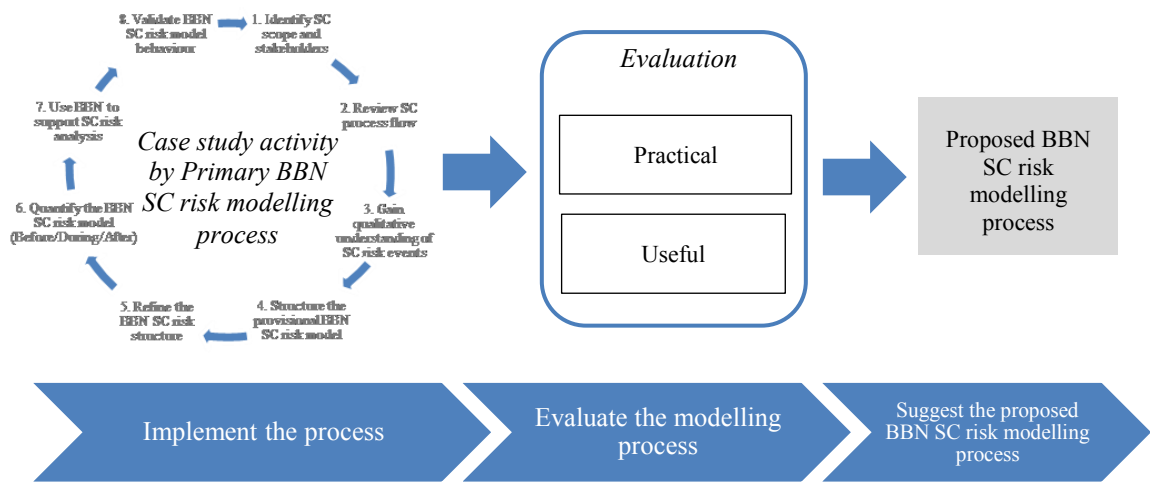 8. Validate BBN
SC risk model
behaviour
1. Identify SC
scope and
stakeholders
2. Review SC
process flow
3. Gain
qualitative
understanding of
SC risk events
4. Structure the
provisional BBN
SC risk model
5. Refine the
BBN SC risk
structure
6. Quantify the BBN
SC risk model
(Before/During/After)
7. Use BBN to
support SC risk
analysis
Case study activity
by Primary BBN
SC risk modelling
process
Evaluation
Practical
Useful
Proposed BBN
SC risk
modelling
process
Implement the process
Evaluate the modelling
process
Suggest the proposed
BBN SC risk modelling
process